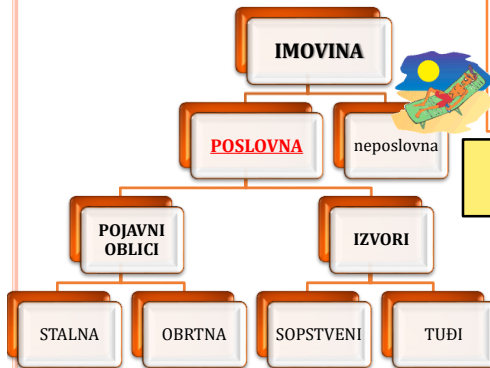 IMOVINA
POSLOVNA
neposlovna
POJAVNI
OBLICI
IZVORI
STALNA
OBRTNA
SOPSTVENI
TUĐI